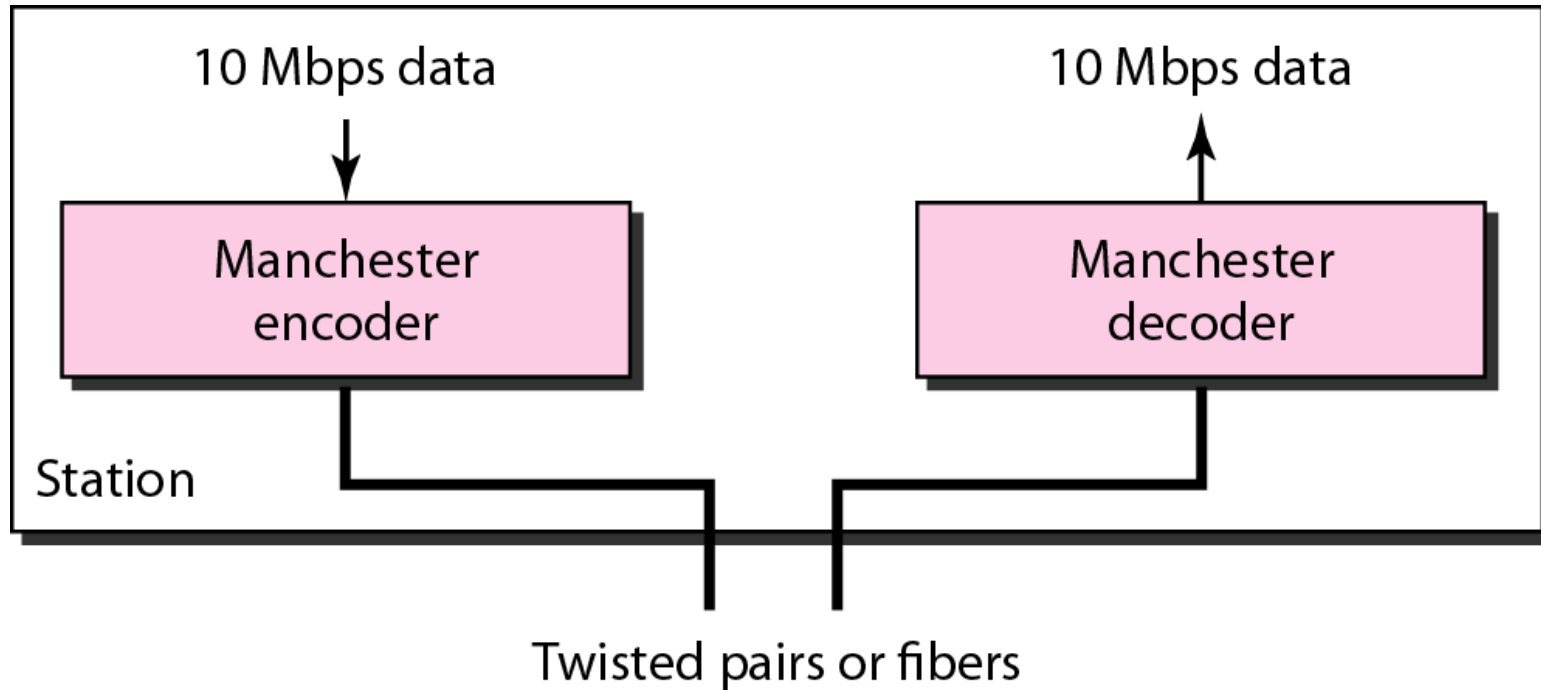 10 Mbps data
10 Mbps data
Manchester
encoder
Manchester
decoder
Station
Twisted pairs or fibers